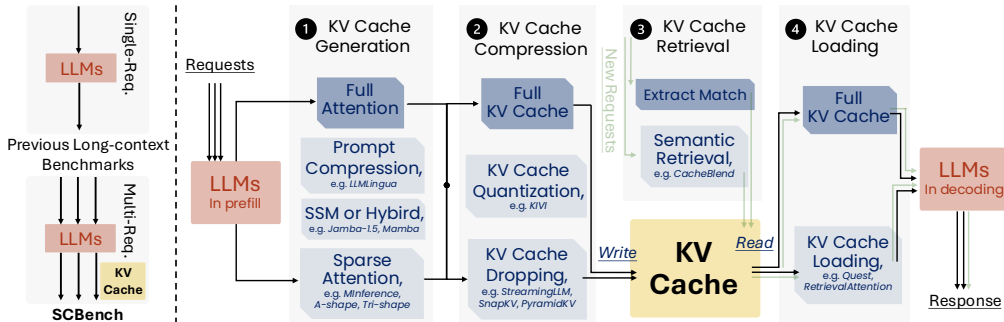 Single-Req.
LLMs
Previous Long-context
Benchmarks
Multi-Req.
LLMs
KV
Cache
SCBench
Requests
LLMs
In prefill
1 KV Cache
Generation
Full
Attention
Prompt
Compression,
e.g. LLMLingua
SSM or Hybird,
e.g. Jamba-1.5, Mamba
Sparse
Attention,
e.g. MInference,
A-shape, Tri-shape
2 KV Cache
Compression
Full
KV Cache
KV Cache
Quantization,
e.g. KIVI
KV Cache
Dropping,
e.g. StreamingLLM,
SnapKV, PyramidKV
3 KV Cache
Retrieval
New Requests
Extract Match
Semantic
Retrieval,
e.g. CacheBlend
Write
KV
Cache
Read
4 KV Cache
Loading
Full
KV Cache
KV Cache
Loading,
e.g. Quest,
RetrievalAttention
LLMs
In decoding
Response